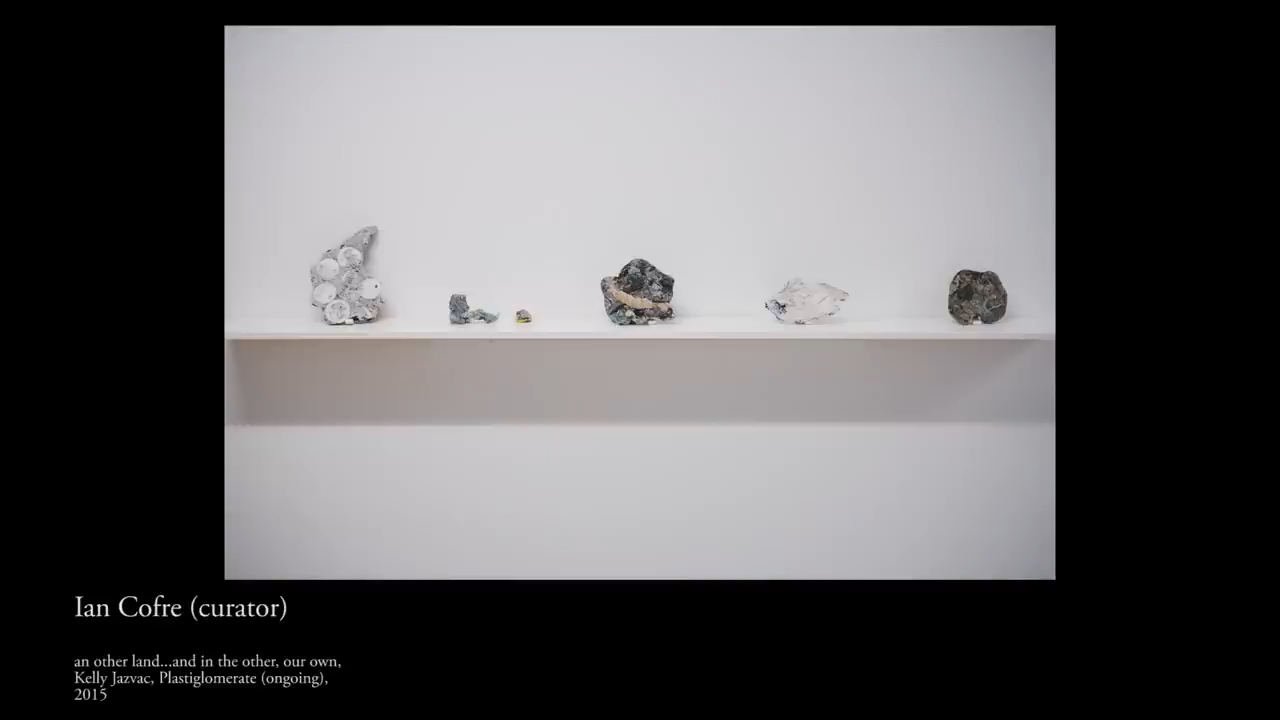 Ian Cofre (curator)
an other land...and in the other, our own,
Kelly Jazvac, Plastiglomerate (ongoing),
2015